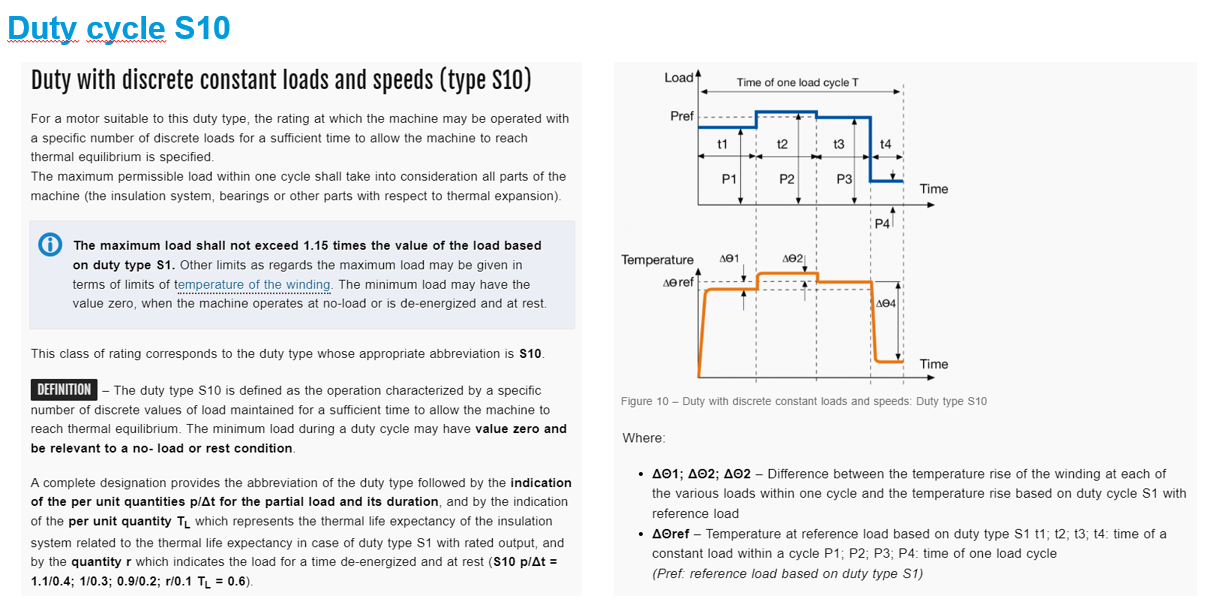 Duty cycle S10
Duty with discrete constant loads and speeds (type S10)
For a motor suitable to this duty type, the rating at which the machine may be operated with
a specific number of discrete loads for a sufficient time to allow the machine to reach
thermal equilibrium is specified.
The maximum permissible load within one cycle shall take into consideration all parts of the
machine (the insulation system, bearings or other parts with respect to thermal expansion).
The maximum load shall not exceed 1.15 times the value of the load based
on duty type S1. Other limits as regards the maximum load may be given in
terms of limits of temperature of the winding. The minimum load may have the
value zero, when the machine operates at no-load or is de-energized and at rest.
This class of rating corresponds to the duty type whose appropriate abbreviation is S10.
DEFINITION – The duty type S10 is defined as the operation characterized by a specific
number of discrete values of load maintained for a sufficient time to allow the machine to
reach thermal equilibrium. The minimum load during a duty cycle may have value zero and
be relevant to a no- load or rest condition.
A complete designation provides the abbreviation of the duty type followed by the indication
of the per unit quantities p/Δt for the partial load and its duration, and by the indication
of the per unit quantity TL which represents the thermal life expectancy of the insulation
system related to the thermal life expectancy in case of duty type S1 with rated output, and
by the quantity r which indicates the load for a time de-energized and at rest (S10 p/Δt =
1.1/0.4; 1/0.3; 0.9/0.2; r/0.1 TL = 0.6).
Load
Time of one load cycle T
Pref
t1 t2 t3 t4
P1 P2 P3
Time
P4
Temperature ΔΘ1 ΔΘ2
ΔΘref
ΔΘ4
Time
Figure 10 – Duty with discrete constant loads and speeds: Duty type S10
Where:
• ΔΘ1; ΔΘ2; ΔΘ2 – Difference between the temperature rise of the winding at each of
the various loads within one cycle and the temperature rise based on duty cycle S1 with
reference load
• ΔΘref – Temperature at reference load based on duty type S1 t1; t2; t3; t4: time of a
constant load within a cycle P1; P2; P3; P4: time of one load cycle
(Pref: reference load based on duty type S1)